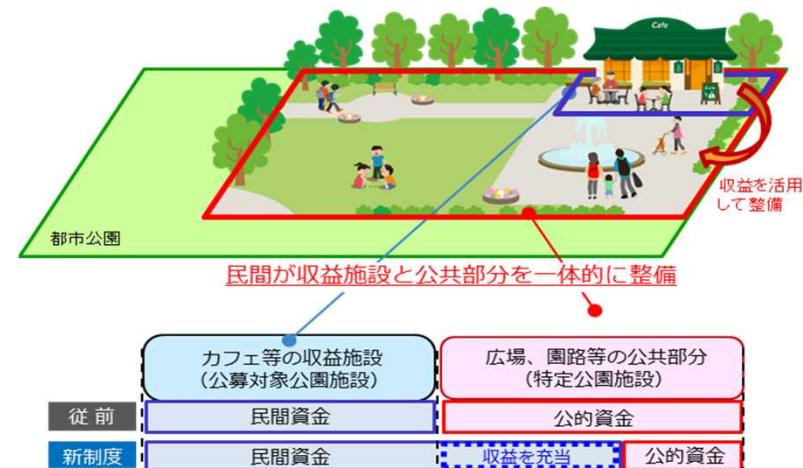 Cafe
収益を活用
して整備
都市公園
民間が収益施設と公共部分を一体的に整備
カフェ等の収益施設
（公募対象公園施設）
広場、園路等の公共部分
（特定公園施設）
従前
民間資金
公的資金
新制度
民間資金
収益を充当
公的資金